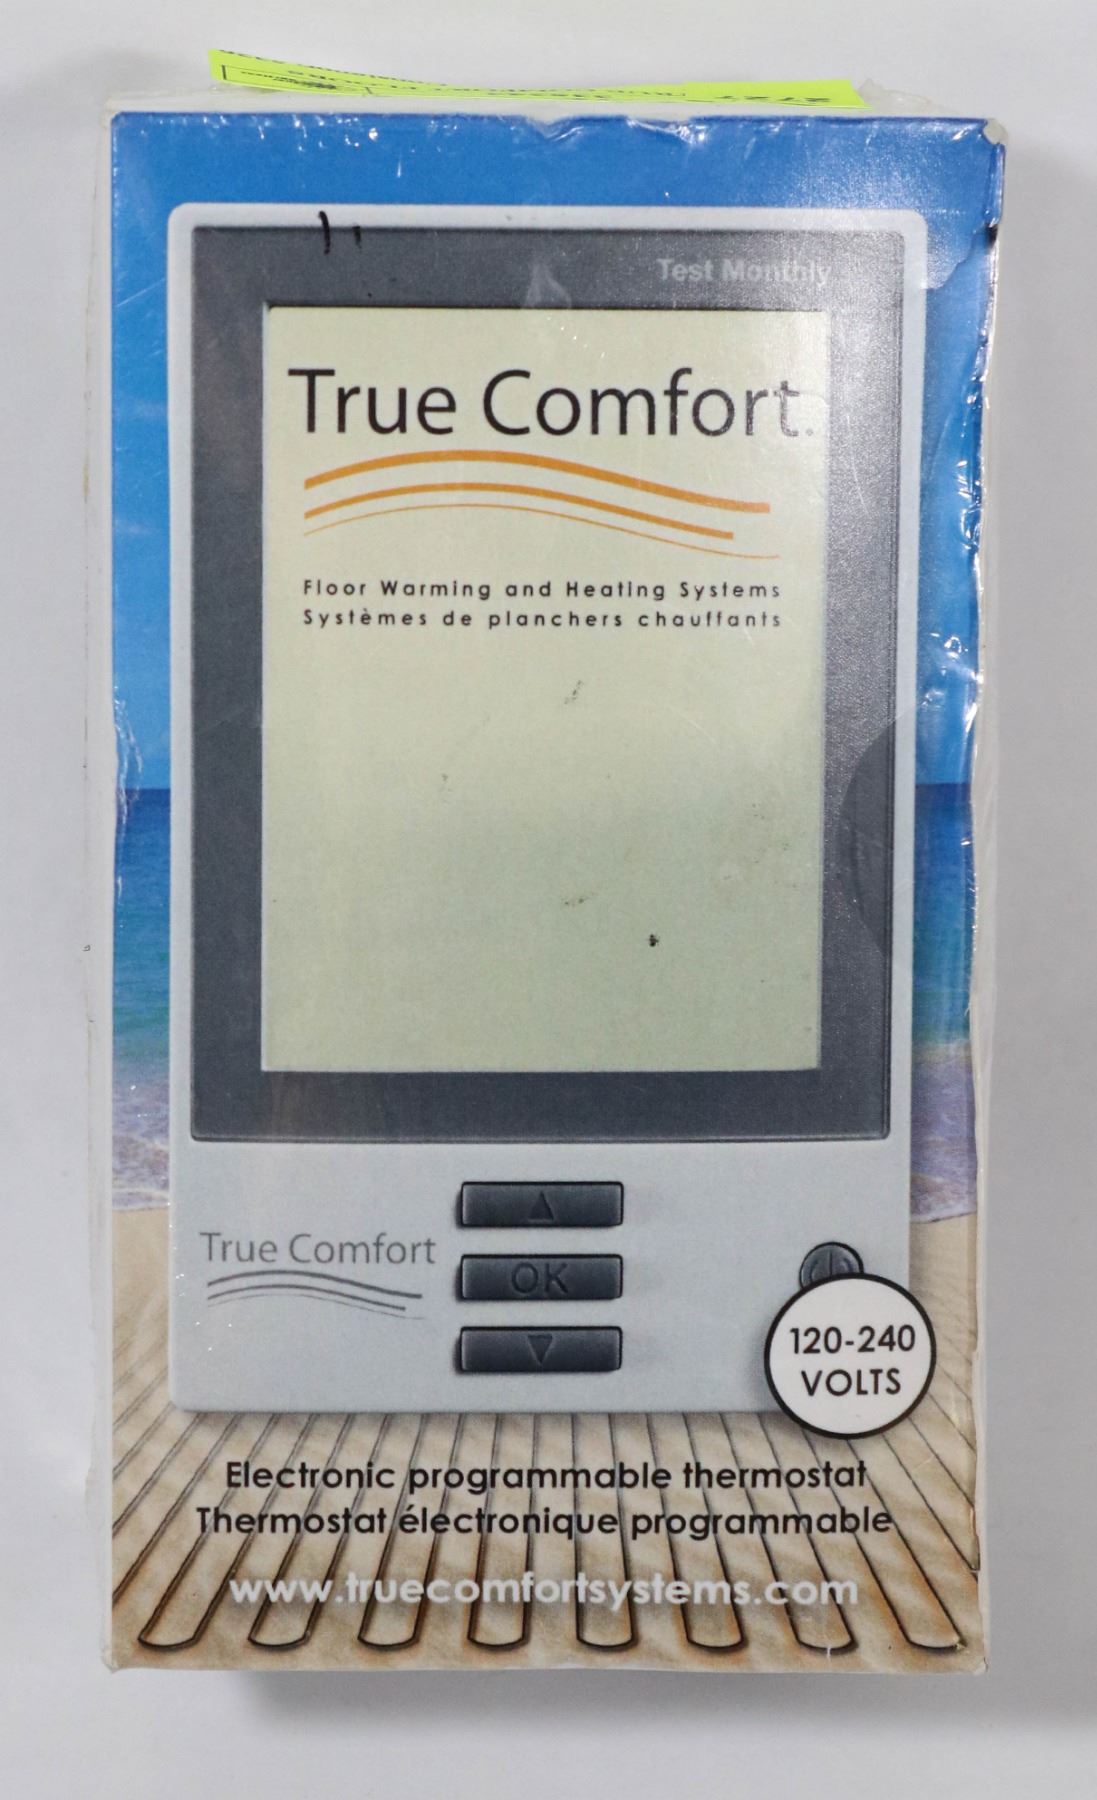 2727
Test Monthly
True Comfort.
Floor Warming and Heating Systems
Systèmes de planchers chauffants
True Comfort
OK
120-240
VOLTS
Electronic programmable thermostat
Thermostat électronique programmable
www.truecomfortsystems.com